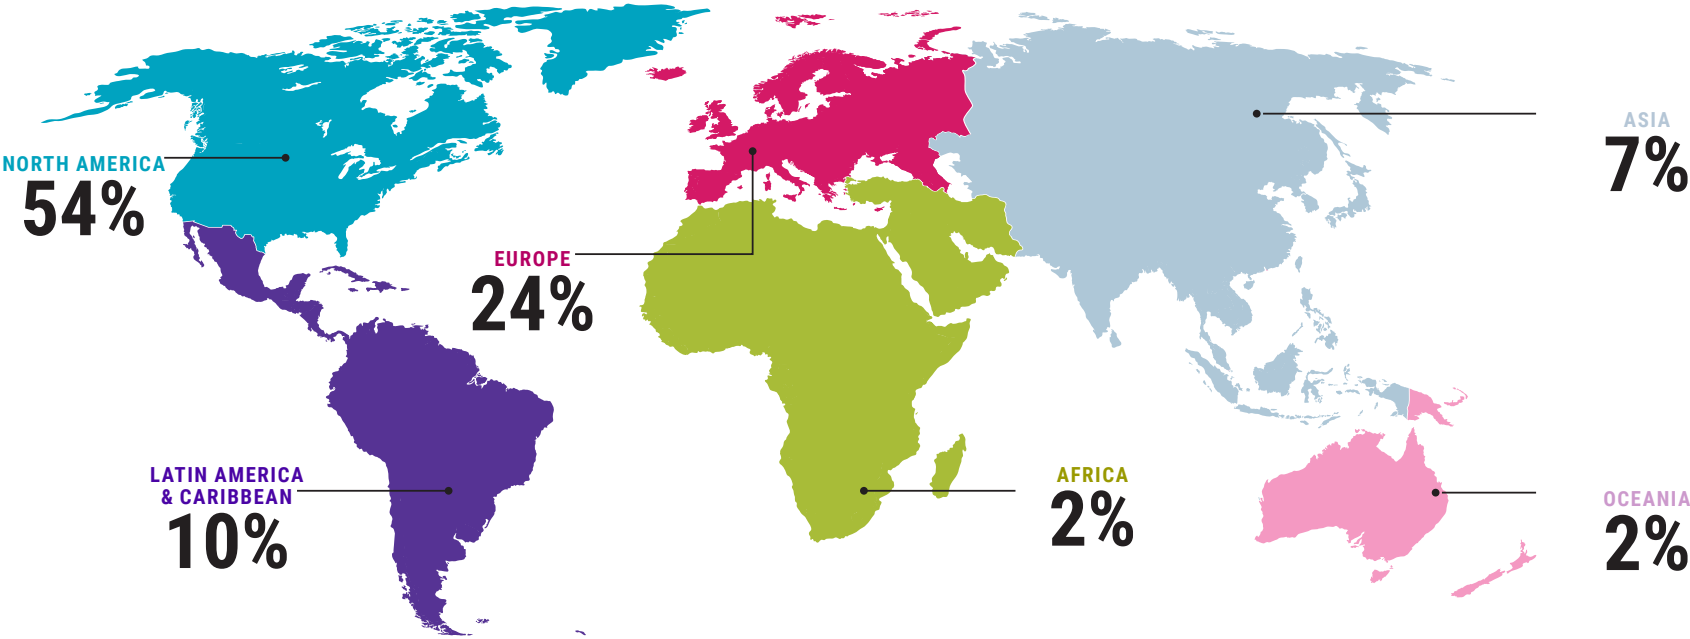 NORTH AMERICA
54%
EUROPE
24%
ASIA
7%
LATIN AMERICA
& CARIBBEAN
10%
AFRICA
2%
OCEANIA
2%